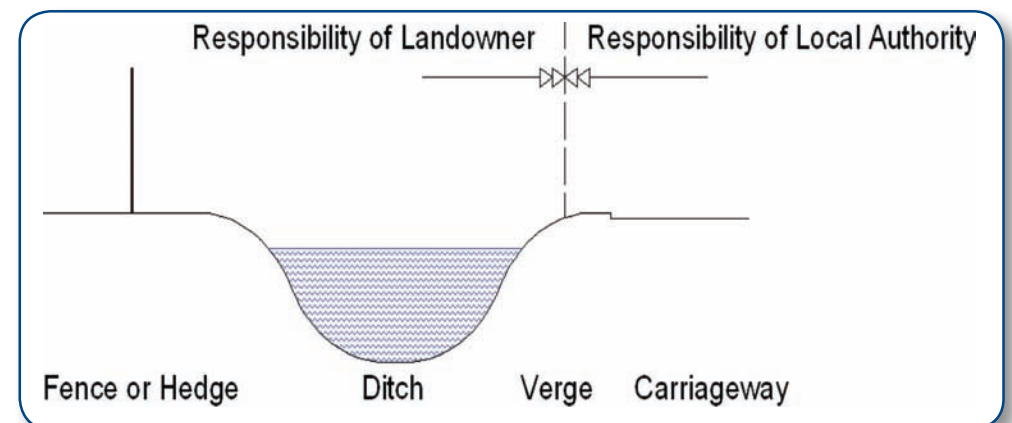 Responsibility of Landowner
Responsibility of Local Authority
Fence or Hedge
Ditch
Verge
Carriageway